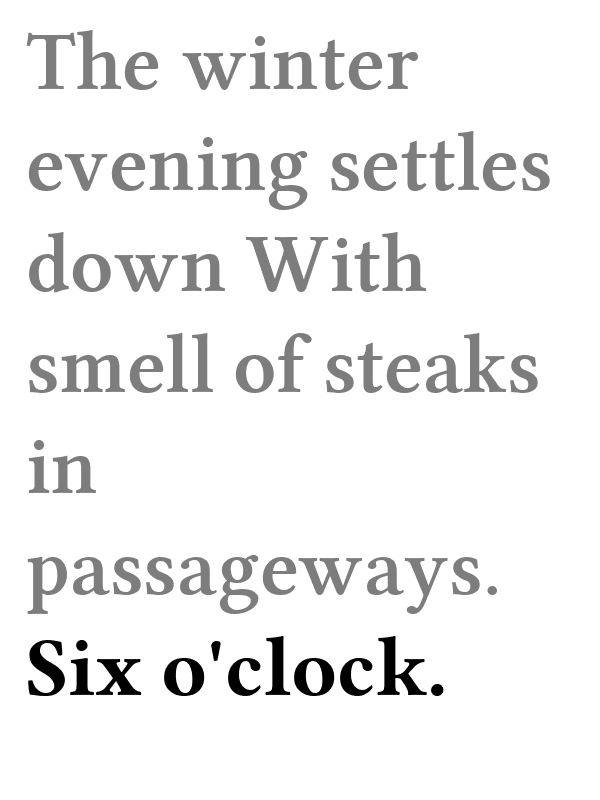 The winter
evening settles
down With
smell of steaks
in
passageways.
Six o'clock.